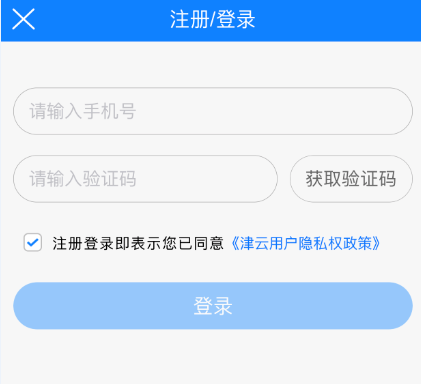 注册/登录
请输入手机号
请输入验证码 获取验证码
注册登录即表示您已同意《津云用户隐私权政策》
登录